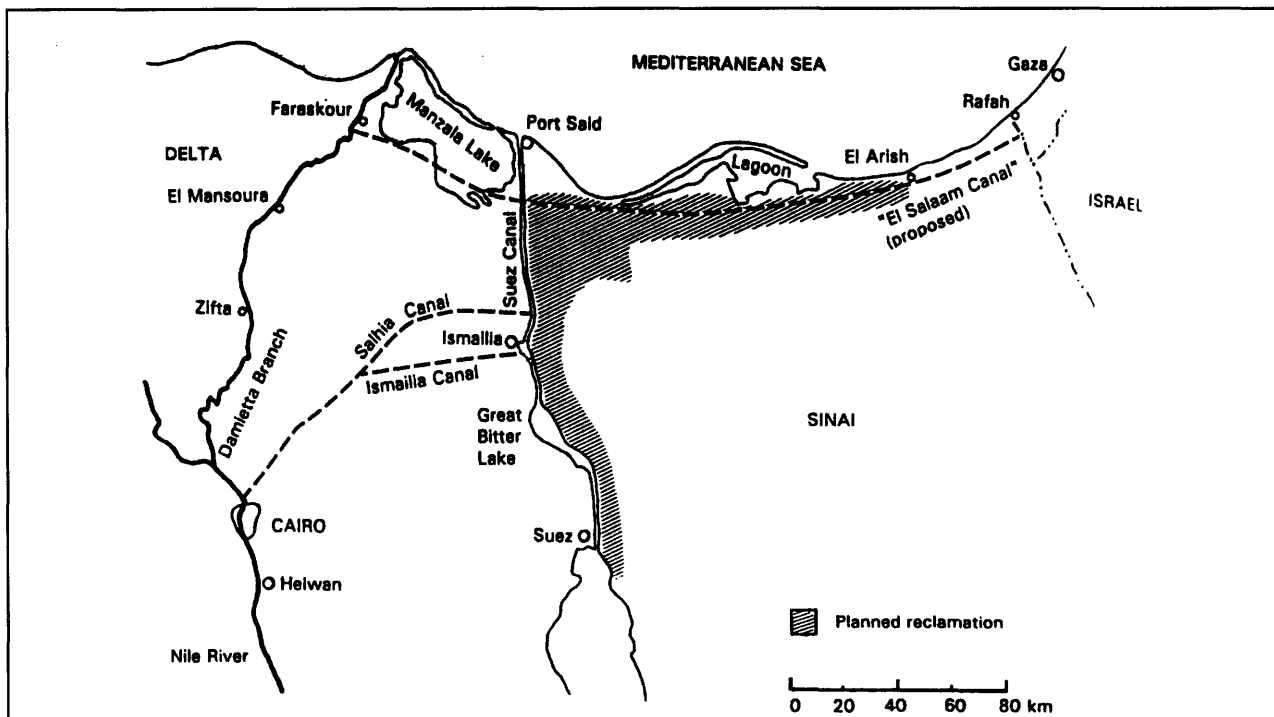 MEDITERRANEAN SEA
Gaza
Rafah
Faraskour
Manzala Lake
Port Said
DELTA
Lagoon
El Arish
El Mansoura
"El Salaam Canal"
(proposed)
ISRAEL
Suez Canal
Zifta
Salhia Canal
Ismailia
Ismailia Canal
Damietta Branch
Great
Bitter
Lake
SINAI
CAIRO
Suez
Helwan
Planned reclamation
Nile River
0 20 40 60 80 km